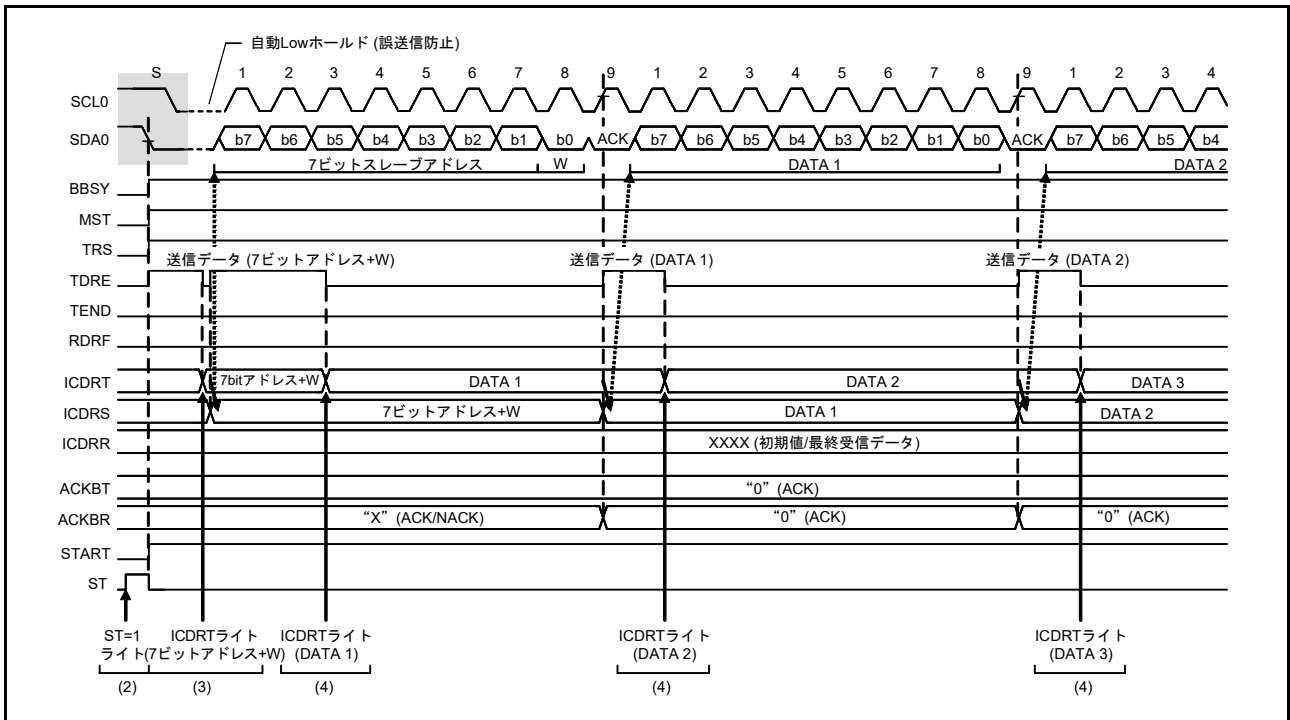 自動Lowホールド (誤送信防止)
S 1 2 3 4 5 6 7 8 9 1 2 3 4 5 6 7 8 9 1 2 3 4
SCL0
SDA0 b7 b6 b5 b4 b3 b2 b1 b0 ACK b7 b6 b5 b4 b3 b2 b1 b0 ACK b7 b6 b5 b4
7ビットスレーブアドレス W DATA 1 DATA 2
BBSY
MST
TRS
送信データ (7ビットアドレス+W) 送信データ (DATA 1) 送信データ (DATA 2)
TDRE
TEND
RDRF
ICDRT 7bitアドレス+W DATA 1 DATA 2 DATA 3
ICDRS 7ビットアドレス+W DATA 1 DATA 2
ICDRR XXXX (初期値/最終受信データ)
ACKBT “0” (ACK)
ACKBR “X” (ACK/NACK) “0” (ACK) “0” (ACK)
START
ST
ST=1 ICDRTライト ICDRTライト ICDRTライト ICDRTライト
ライト(7ビットアドレス+W) (DATA 1) (DATA 2) (DATA 3)
(2) (3) (4) (4) (4)